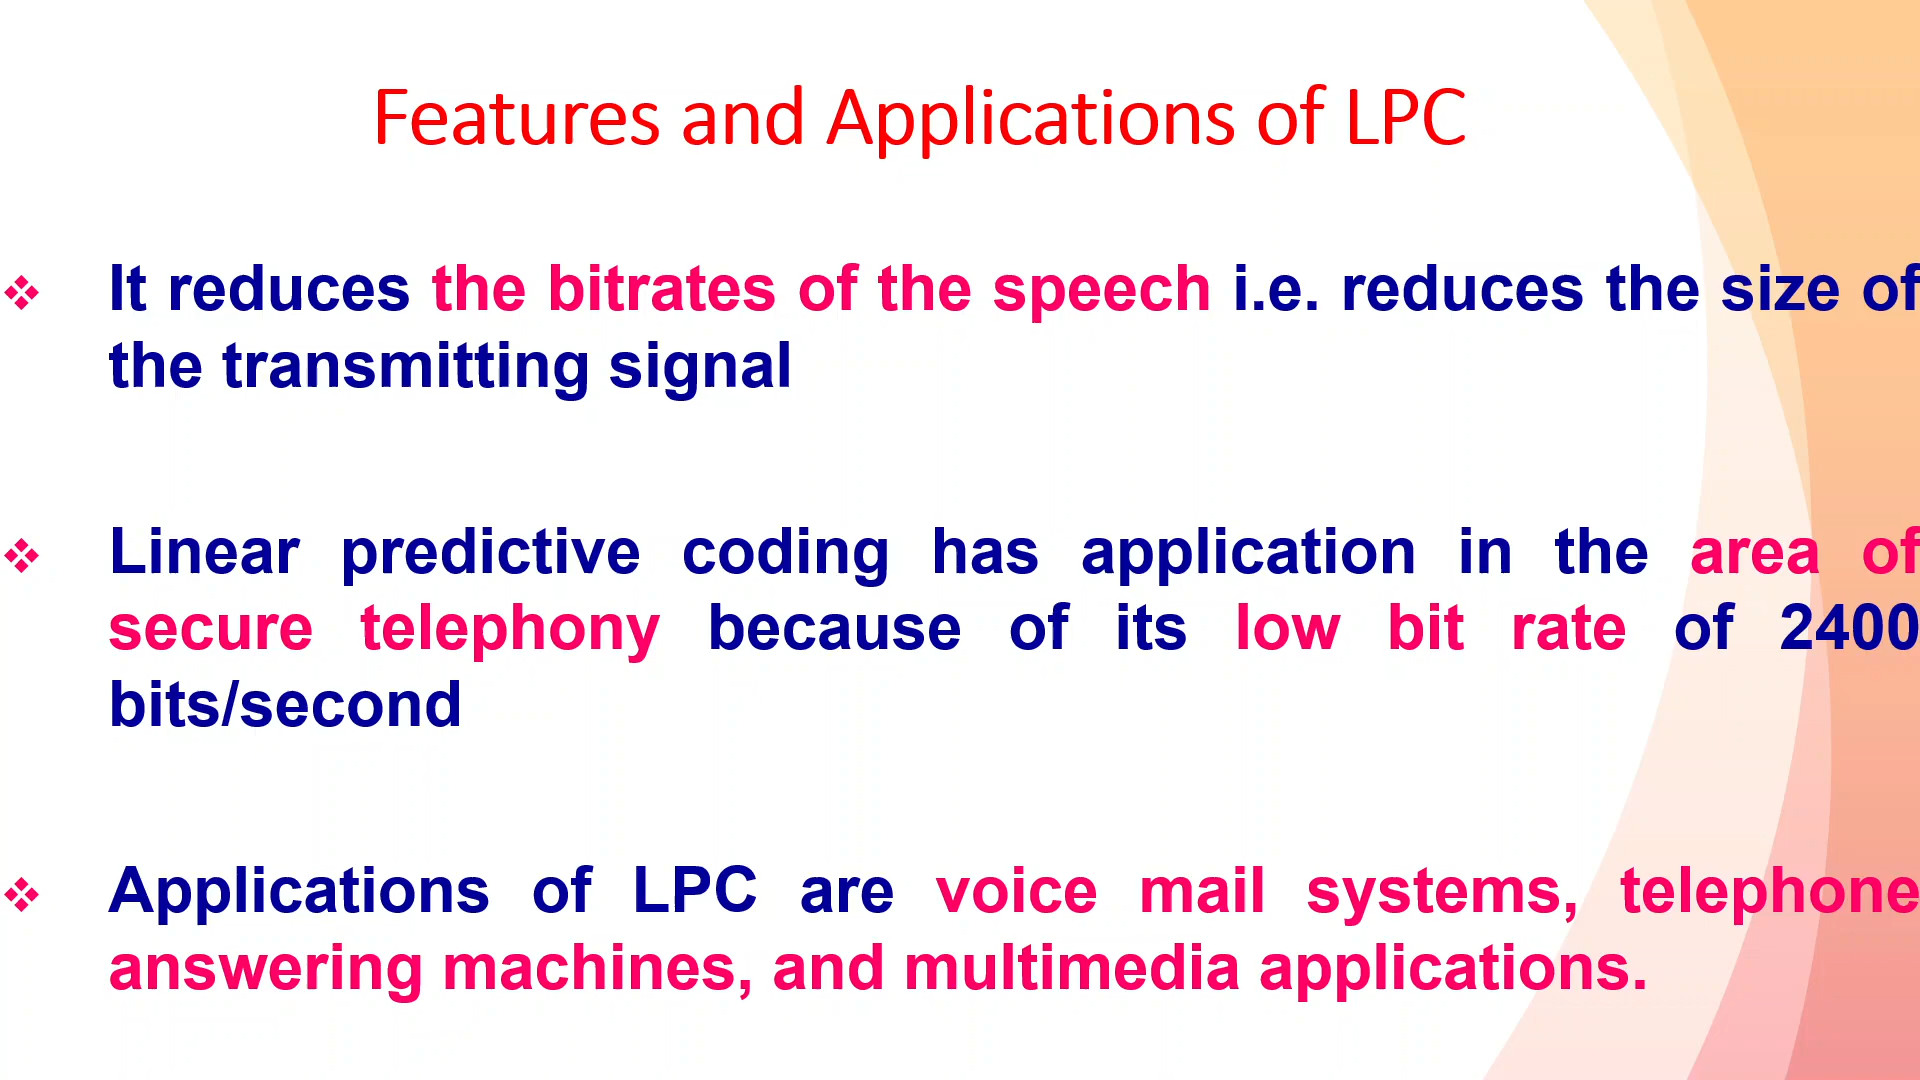 Features and Applications of LPC
❖ It reduces the bitrates of the speech i.e. reduces the size of
the transmitting signal
❖ Linear predictive coding has application in the area of
secure telephony because of its low bit rate of 2400
bits/second
❖ Applications of LPC are voice mail systems, telephone
answering machines, and multimedia applications.